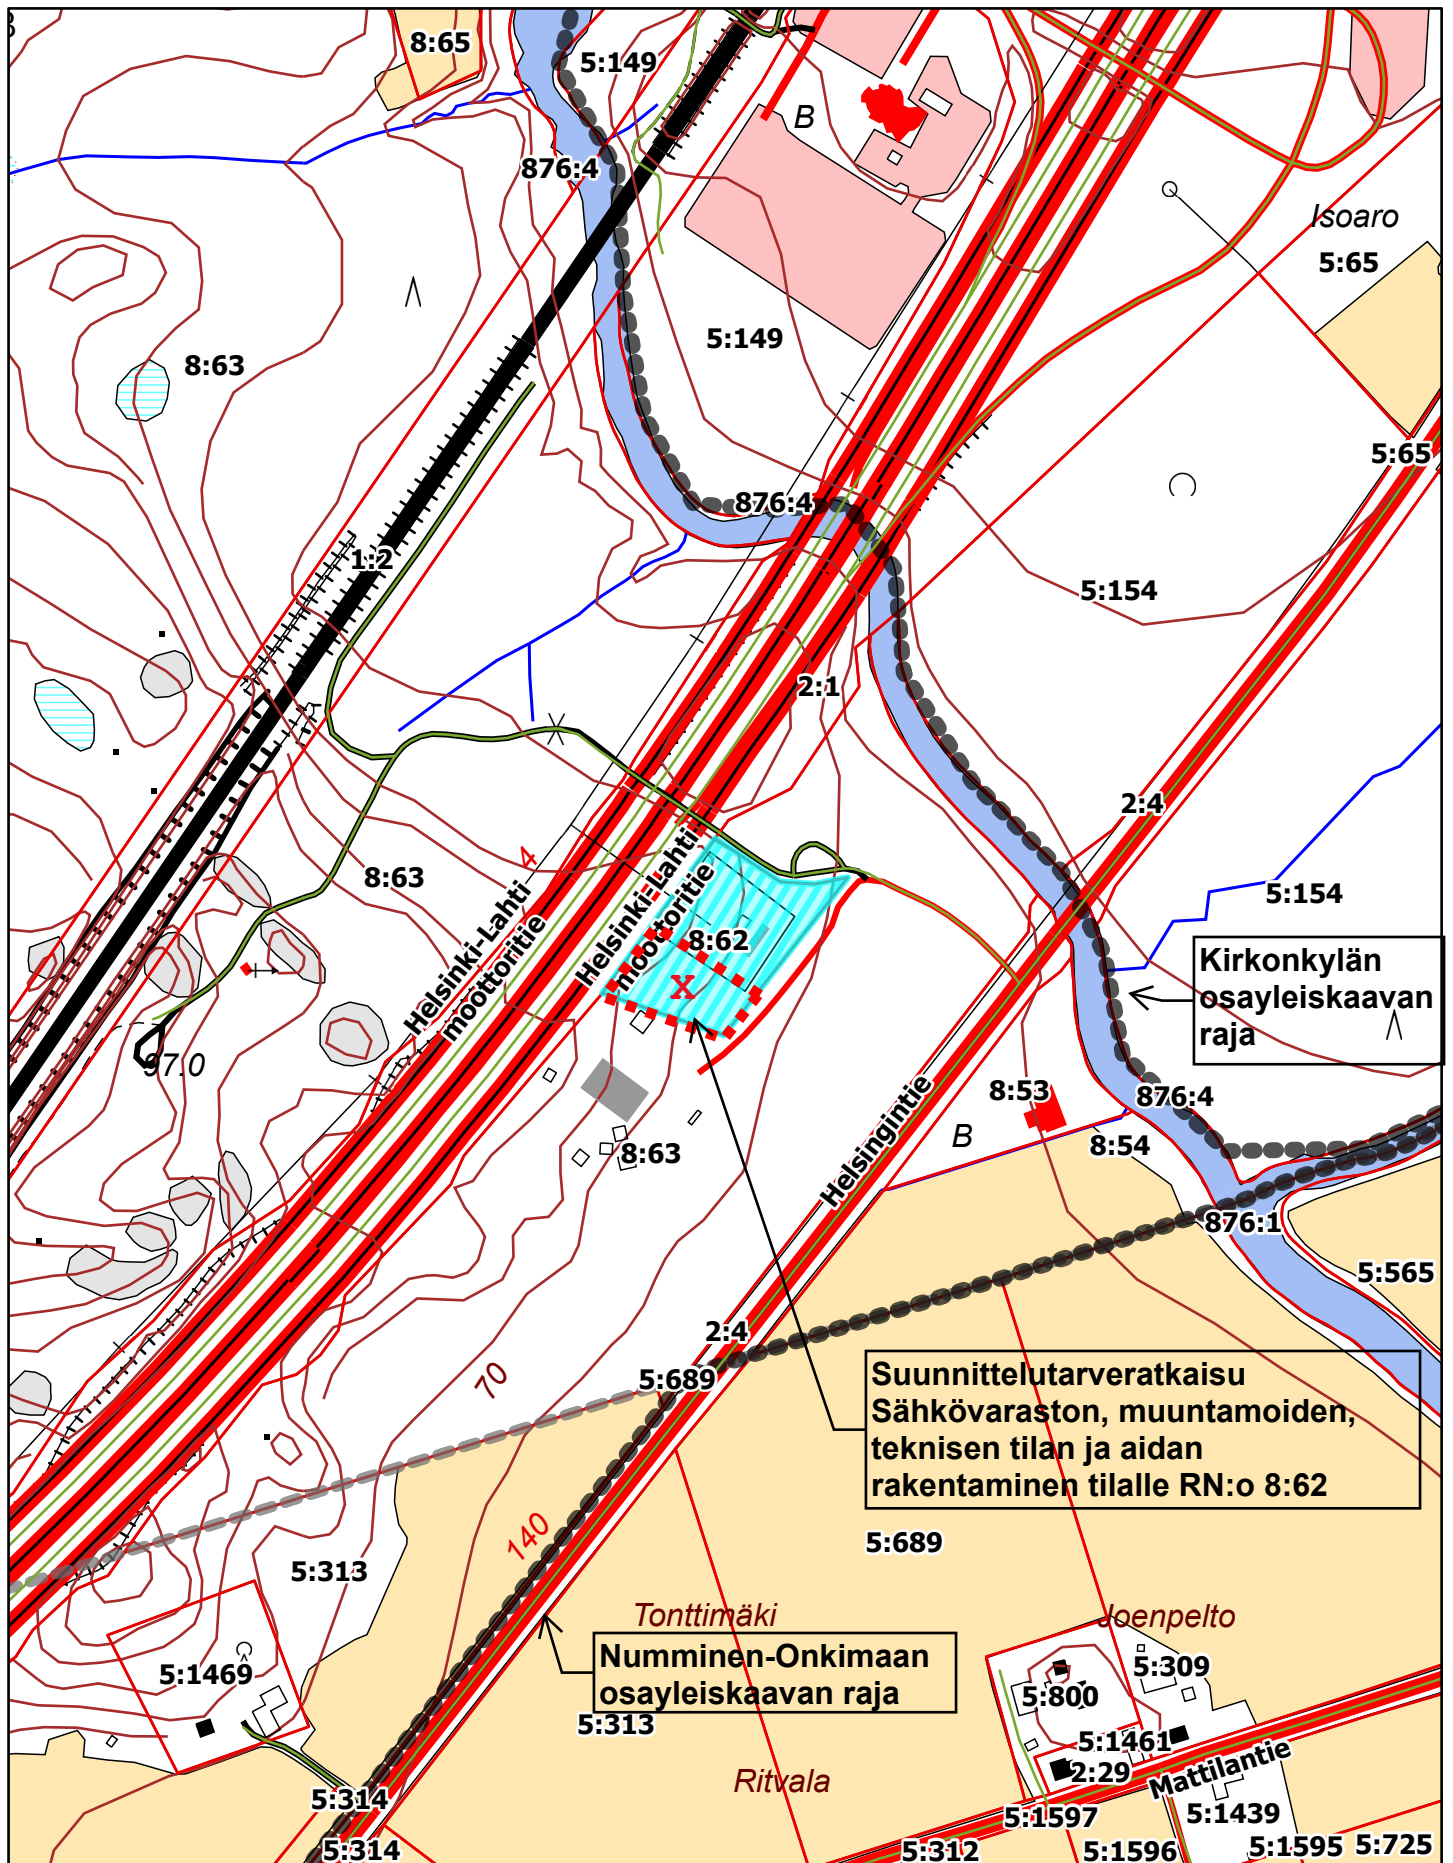 8:65
5:149
B
876:4
Isoaro
5:65
5:149
8:63
5:65
876:4
1:2
5:154
2:1
2:4
4
8:63
5:154
Helsinki-Lahti
moottoritie
Helsinki-Lahti
moottoritie
8:62
x
Kirkonkylän
osayleiskaavan
raja
97.0
8:53
876:4
B
8:54
8:63
Helsingintie
876:1
5:565
2:4
70
5:689
Suunnittelutarveratkaisu
Sähkövaraston, muuntamoiden,
teknisen tilan ja aidan
rakentaminen tilalle RN:o 8:62
140
5:689
5:313
Tonttimäki
Joenpelto
Numminen-Onkimaan
osayleiskaavan raja
5:1469
5:309
5:800
5:313
5:1461
2:29
Mattilantie
Ritvala
5:314
5:1597
5:1439
5:314
5:312
5:1596
5:1595
5:725